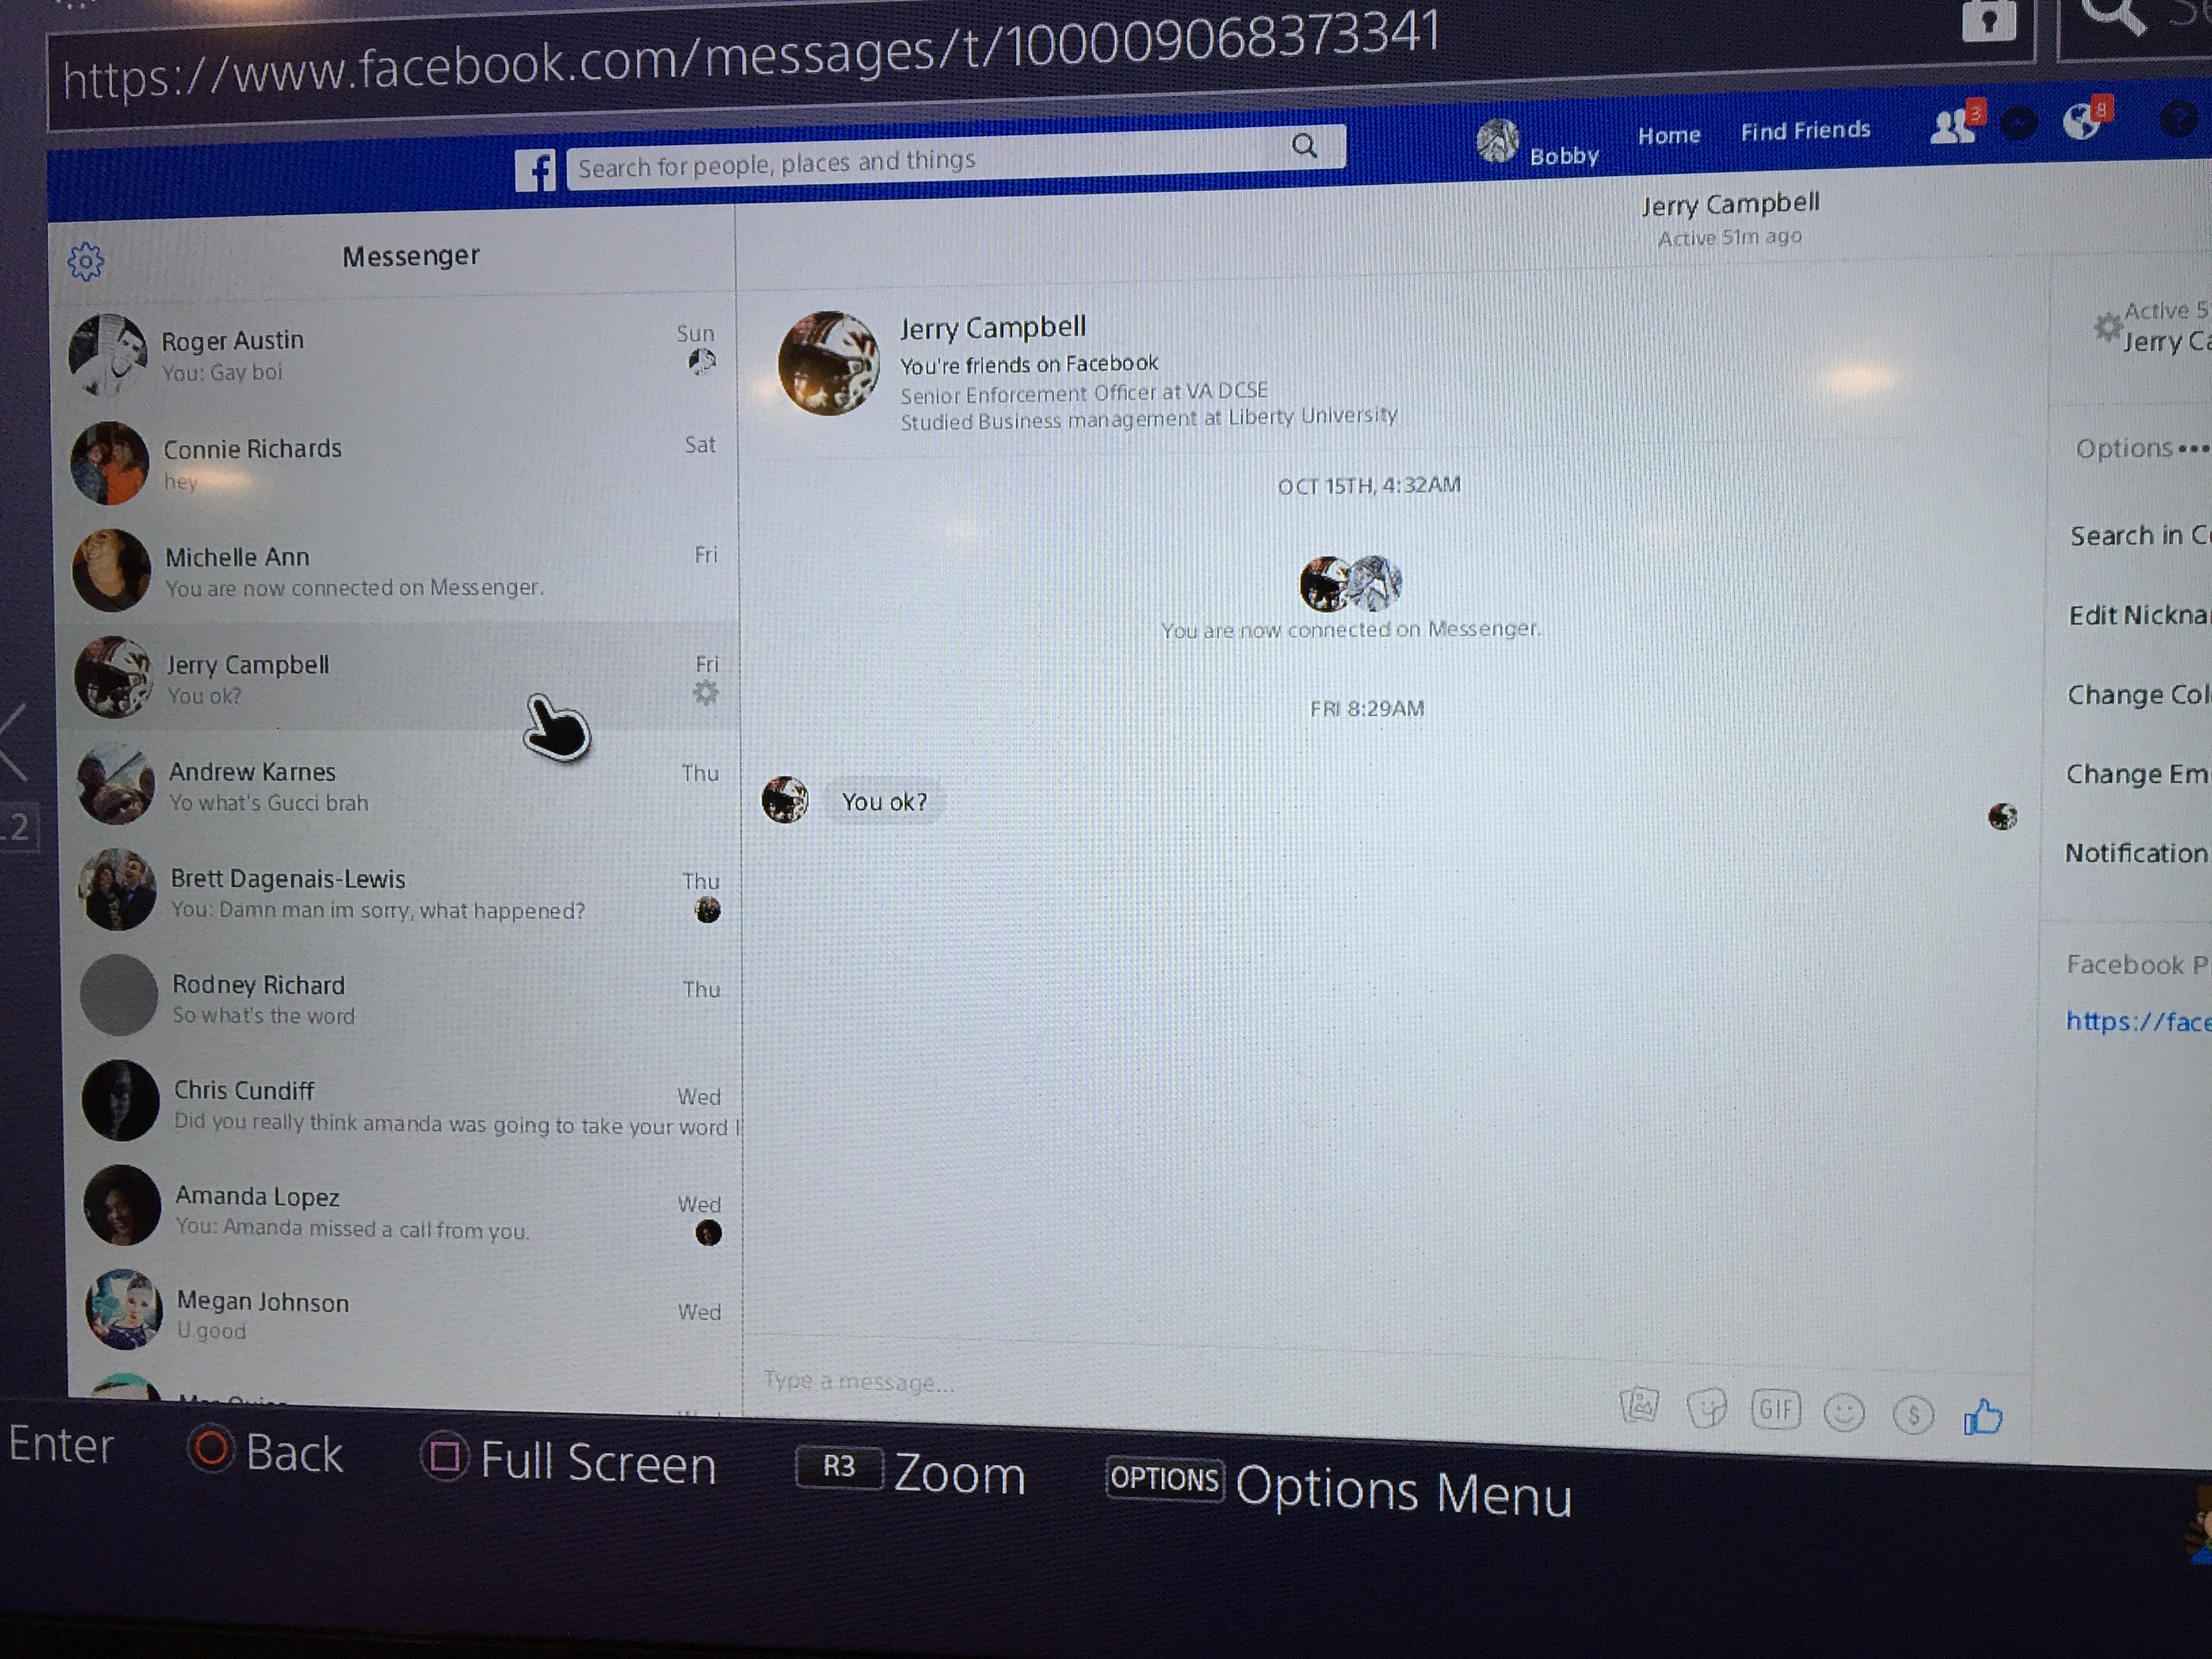 https://www.facebook.com/messages/t/100009068373341
f
Search for people, places and things
Bobby
Home
Find Friends
3
8
?
Messenger
Jerry Campbell
Active 51m ago
Roger Austin
Sun
You: Gay boi
Connie Richards
Sat
hey
Michelle Ann
Fri
You are now connected on Messenger.
Jerry Campbell
Fri
You ok?
Andrew Karnes
Thu
Yo what's Gucci brah
Brett Dagenais-Lewis
Thu
You: Damn man im sorry, what happened?
Rodney Richard
Thu
So what's the word
Chris Cundiff
Wed
Did you really think amanda was going to take your word
Amanda Lopez
Wed
You: Amanda missed a call from you.
Megan Johnson
Wed
U good
Jerry Campbell
You're friends on Facebook
Senior Enforcement Officer at VA DCSE
Studied Business management at Liberty University
OCT 15TH, 4:32AM
You are now connected on Messenger.
FRI 8:29AM
You ok?
Type a message...
GIF
$
Active 5
Jerry Ca
Options •••
Search in C
Edit Nickna
Change Col
Change Em
Notification
Facebook P
https://face
Enter
Back
Full Screen
R3 Zoom
OPTIONS Options Menu